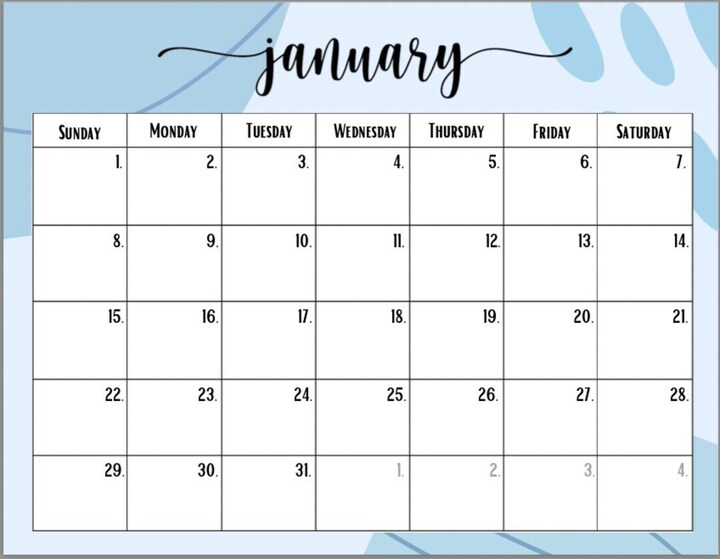 january
SUNDAY MONDAY TUESDAY WEDNESDAY THURSDAY FRIDAY SATURDAY
1. 2. 3. 4. 5. 6. 7.
8. 9. 10. 11. 12. 13. 14.
15. 16. 17. 18. 19. 20. 21.
22. 23. 24. 25. 26. 27. 28.
29. 30. 31. 1. 2. 3. 4.